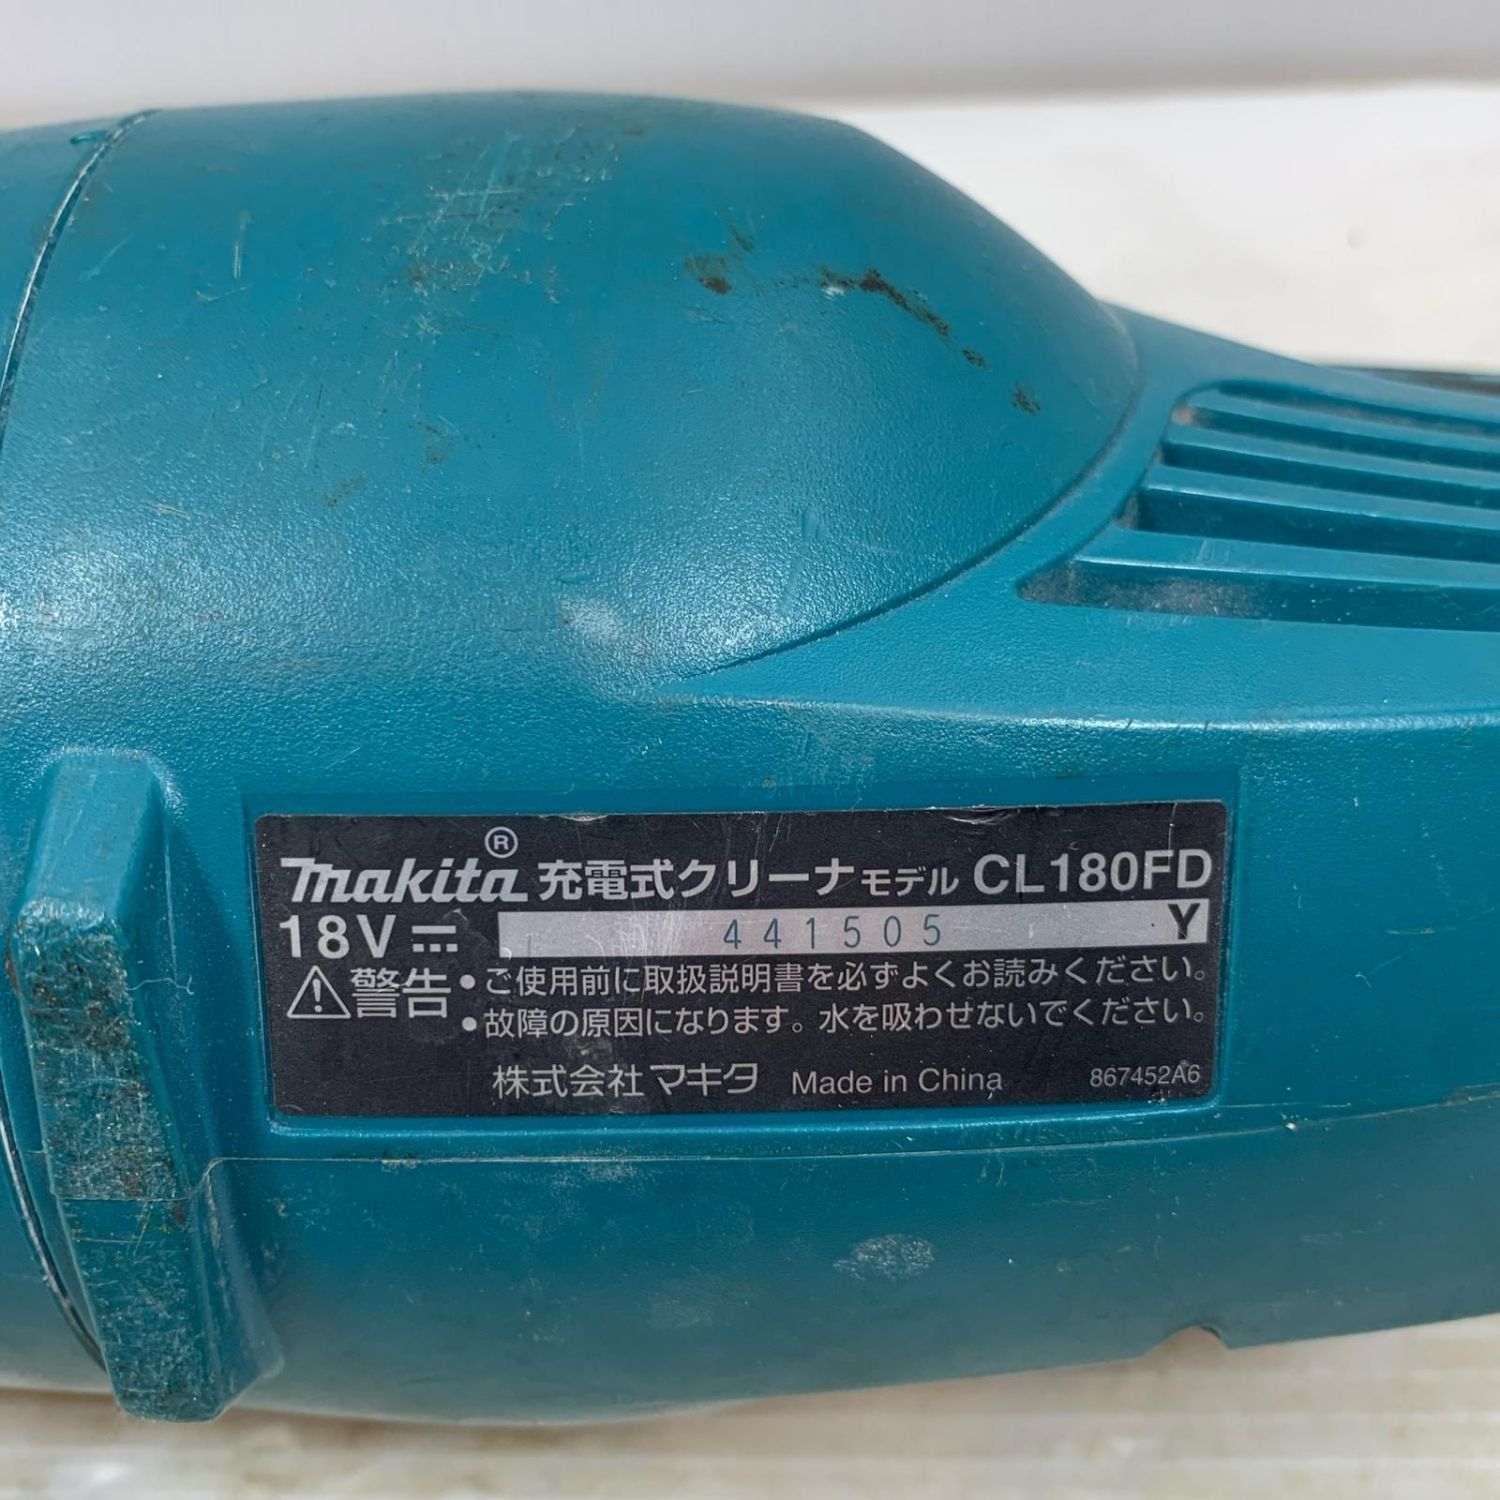 makita® 充電式クリーナ モデル CL180FD
18V 441505 Y
⚠警告 •ご使用前に取扱説明書を必ずよくお読みください。
•故障の原因になります。水を吸わせないでください。
株式会社マキタ Made in China 867452A6